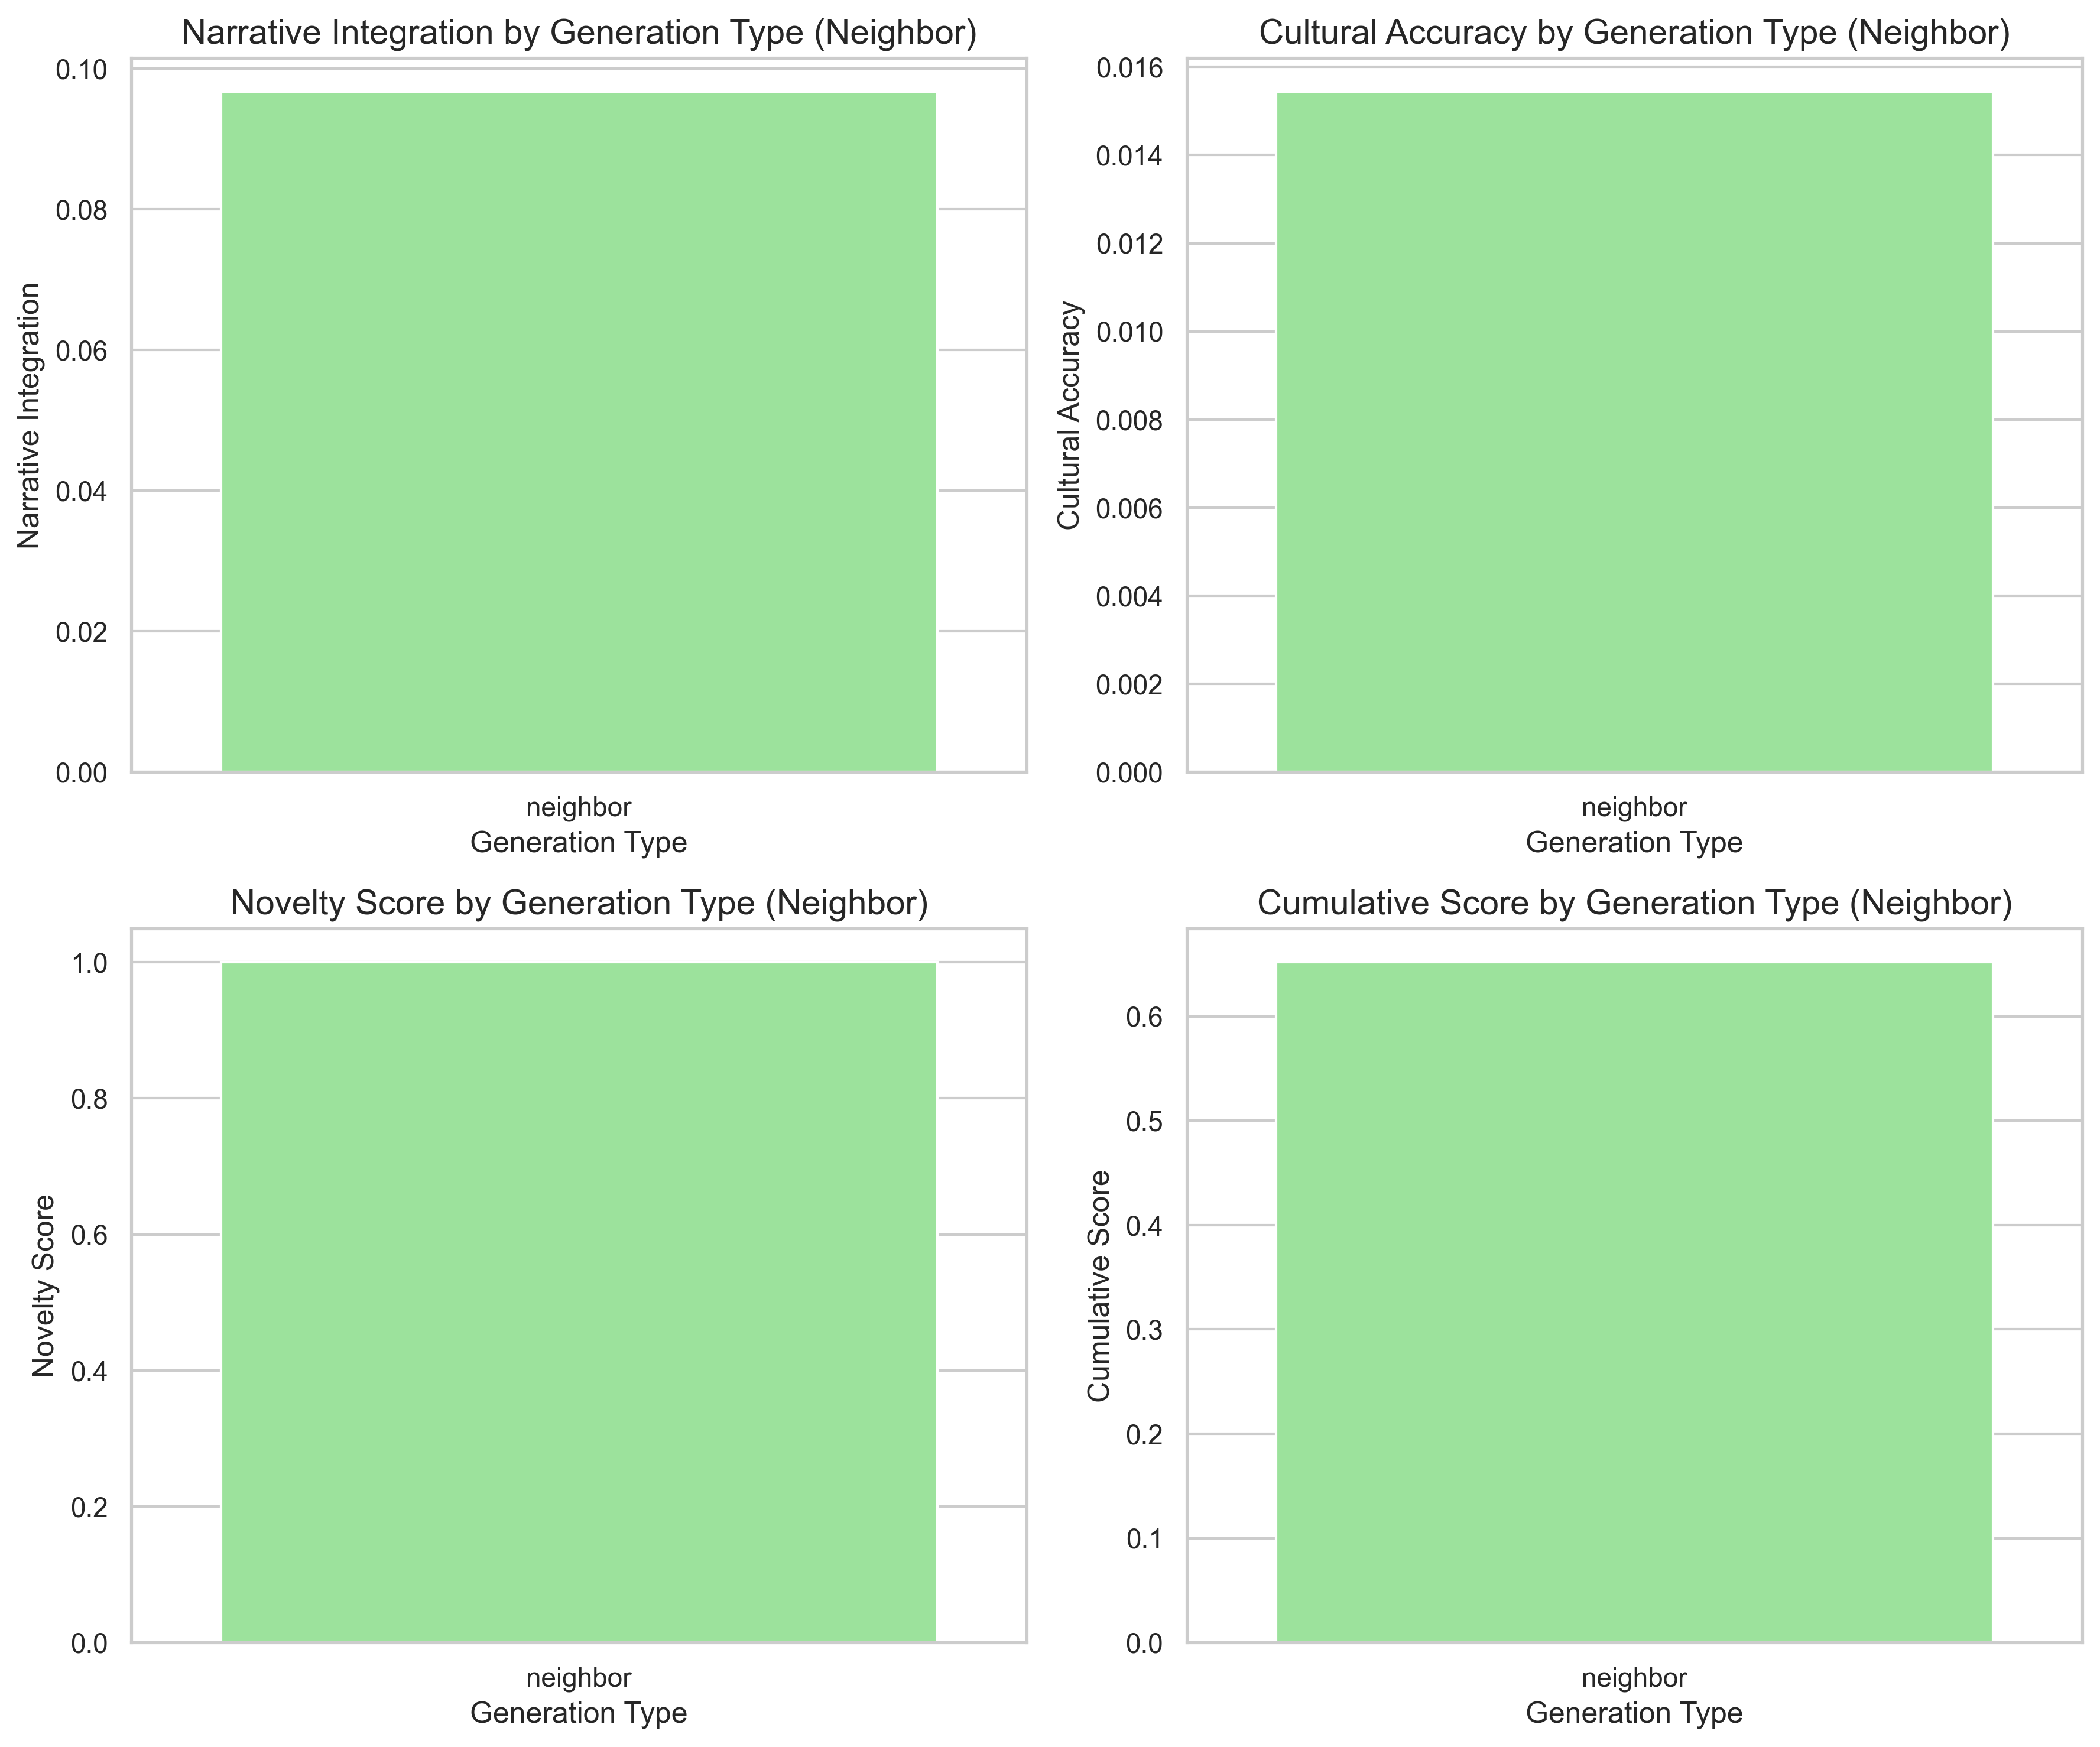 Narrative Integration by Generation Type (Neighbor)
0.10
0.08
0.06
0.04
0.02
0.00
Narrative Integration
neighbor
Generation Type
Cultural Accuracy by Generation Type (Neighbor)
0.016
0.014
0.012
0.010
0.008
0.006
0.004
0.002
0.000
Cultural Accuracy
neighbor
Generation Type
Novelty Score by Generation Type (Neighbor)
1.0
0.8
0.6
0.4
0.2
0.0
Novelty Score
neighbor
Generation Type
Cumulative Score by Generation Type (Neighbor)
0.6
0.5
0.4
0.3
0.2
0.1
0.0
Cumulative Score
neighbor
Generation Type